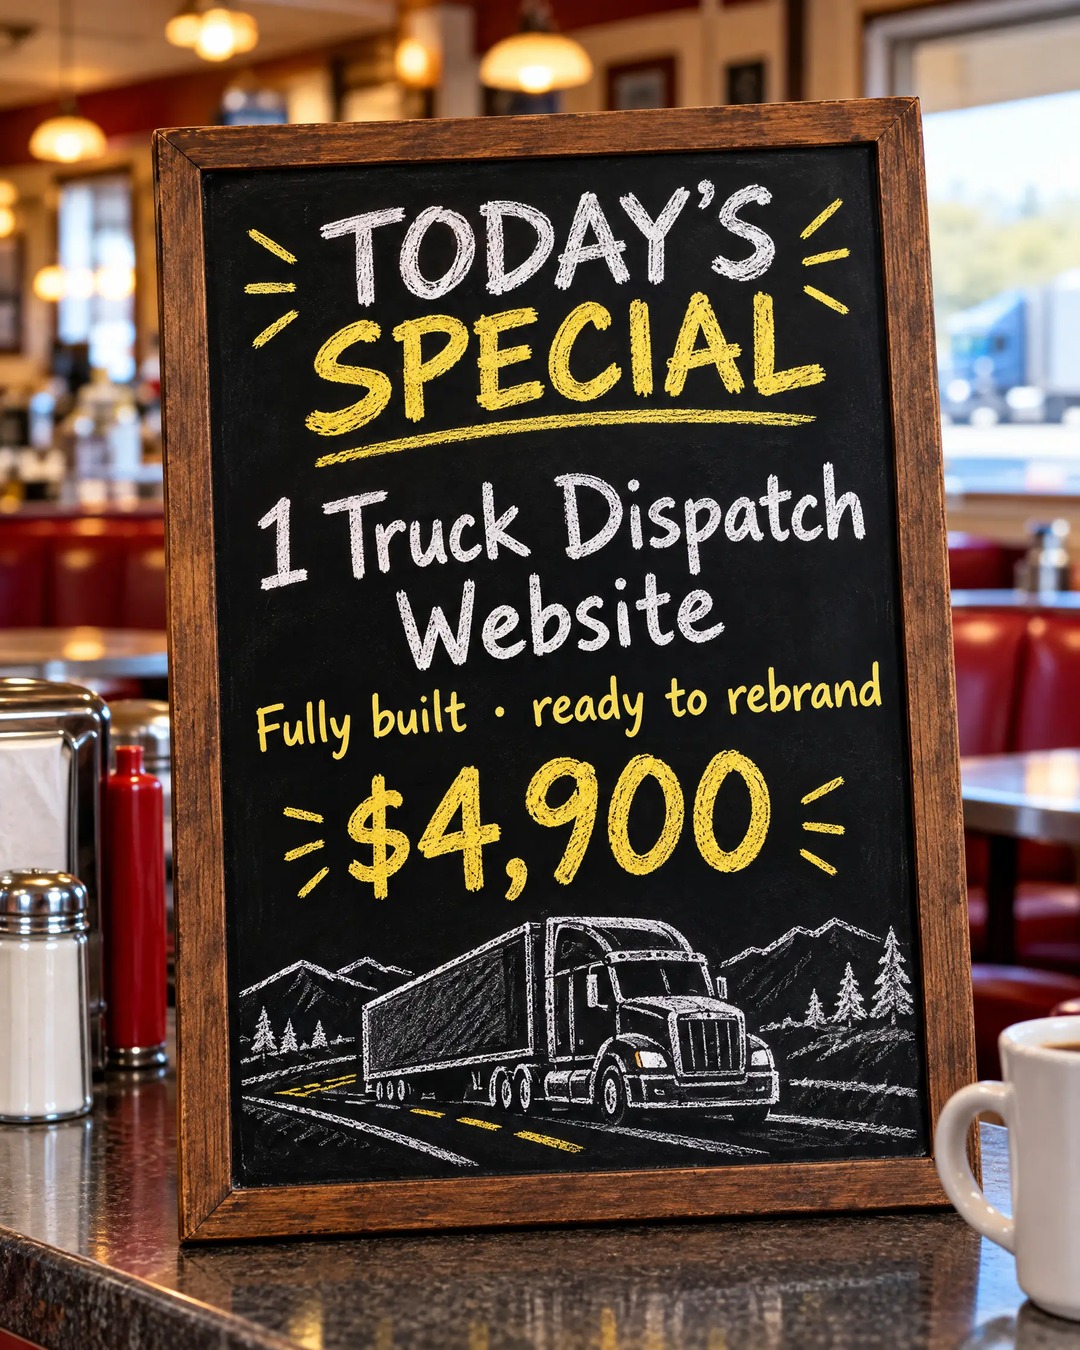 TODAY'S
SPECIAL
1 Truck Dispatch
Website
Fully built · ready to rebrand
$4,900